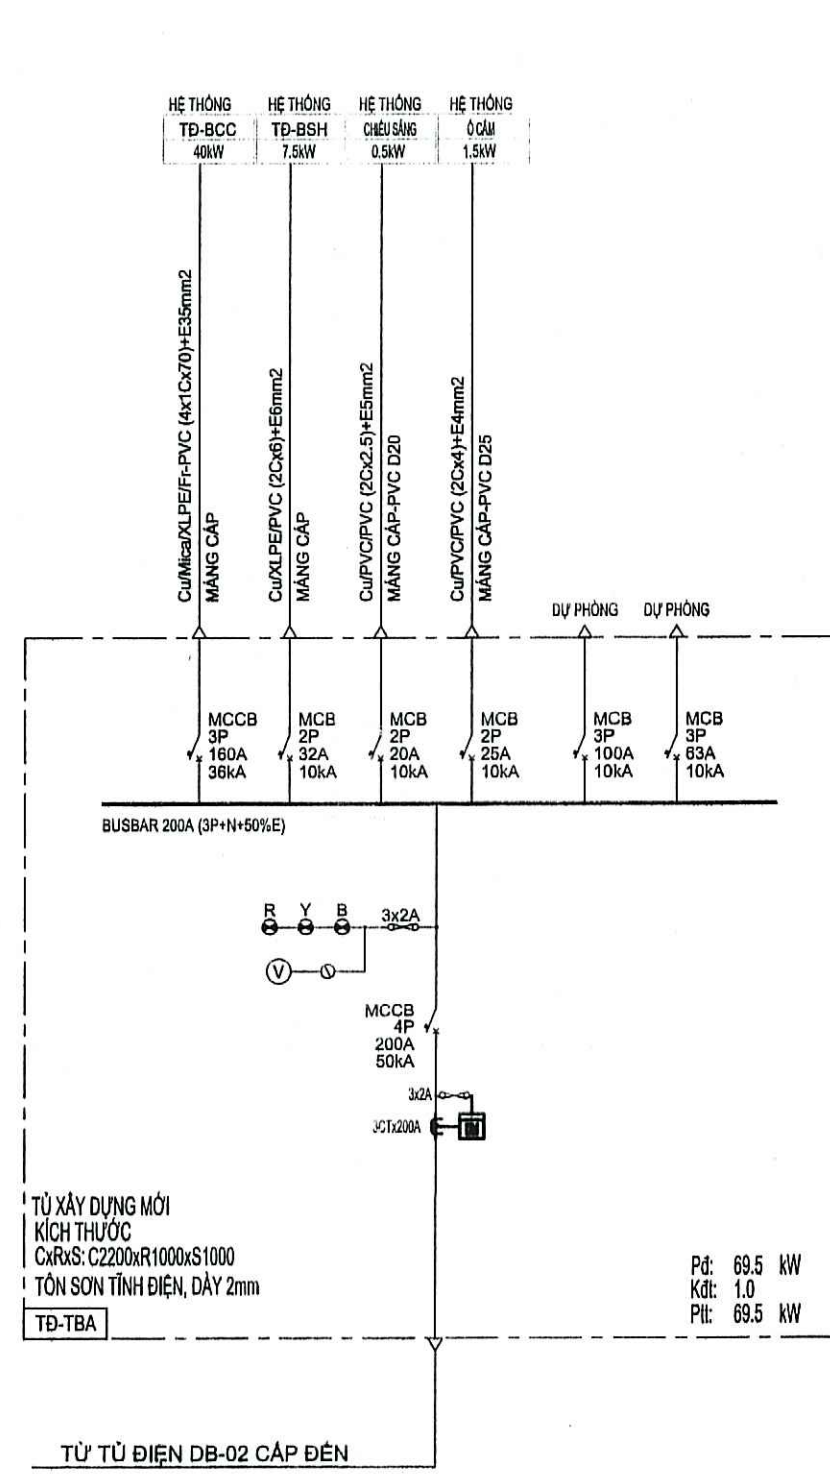 HỆ THỐNG
TĐ-BCC
40kW
HỆ THỐNG
TĐ-BSH
7.5kW
HỆ THỐNG
CHIẾU SÁNG
0.5kW
HỆ THỐNG
Ổ CẮM
1.5kW
Cu/Mica/XLPE/Fr-PVC (4x1Cx70)+E35mm2
MÁNG CÁP
Cu/XLPE/PVC (2Cx6)+E6mm2
MÁNG CÁP
Cu/PVC/PVC (2Cx2.5)+E5mm2
MÁNG CÁP-PVC D20
Cu/PVC/PVC (2Cx4)+E4mm2
MÁNG CÁP-PVC D25
DỰ PHÒNG
DỰ PHÒNG
MCCB
3P
160A
36kA
MCB
2P
32A
10kA
MCB
2P
20A
10kA
MCB
2P
25A
10kA
MCB
3P
100A
10kA
MCB
3P
63A
10kA
BUSBAR 200A (3P+N+50%E)
R Y B 3x2A
V
MCCB
4P
200A
50kA
3x2A
3CTx200A
TỦ XÂY DỰNG MỚI
KÍCH THƯỚC
CxRxS: C2200xR1000xS1000
TÔN SƠN TĨNH ĐIỆN, DÀY 2mm
TĐ-TBA
Pđ: 69.5 kW
Kđt: 1.0
Ptt: 69.5 kW
TỪ TỦ ĐIỆN DB-02 CẤP ĐẾN